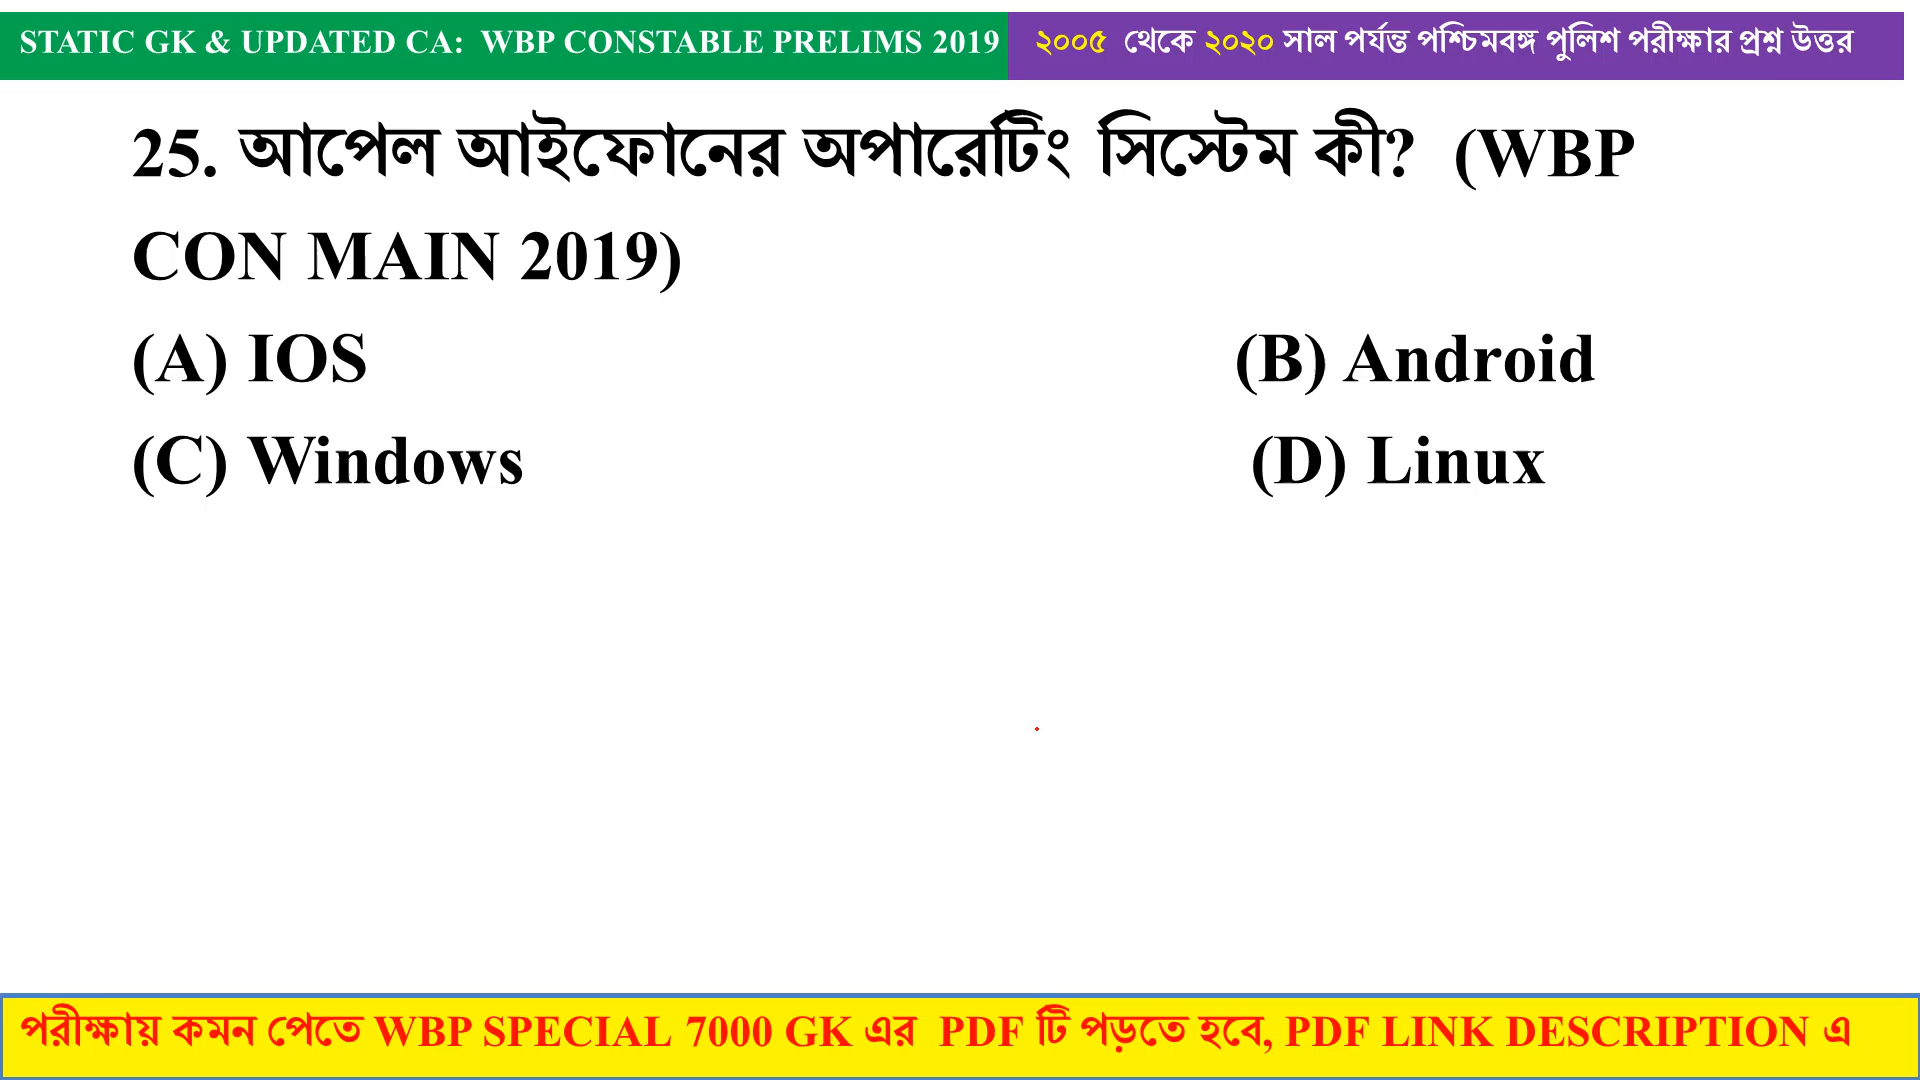 STATIC GK & UPDATED CA: WBP CONSTABLE PRELIMS 2019 ২০০৫ থেকে ২০২০ সাল পর্যন্ত পশ্চিমবঙ্গ পুলিশ পরীক্ষার প্রশ্ন উত্তর
25. আপেল আইফোনের অপারেটিং সিস্টেম কী? (WBP
CON MAIN 2019)
(A) IOS (B) Android
(C) Windows (D) Linux
পরীক্ষায় কমন পেতে WBP SPECIAL 7000 GK এর PDF টি পড়তে হবে, PDF LINK DESCRIPTION এ